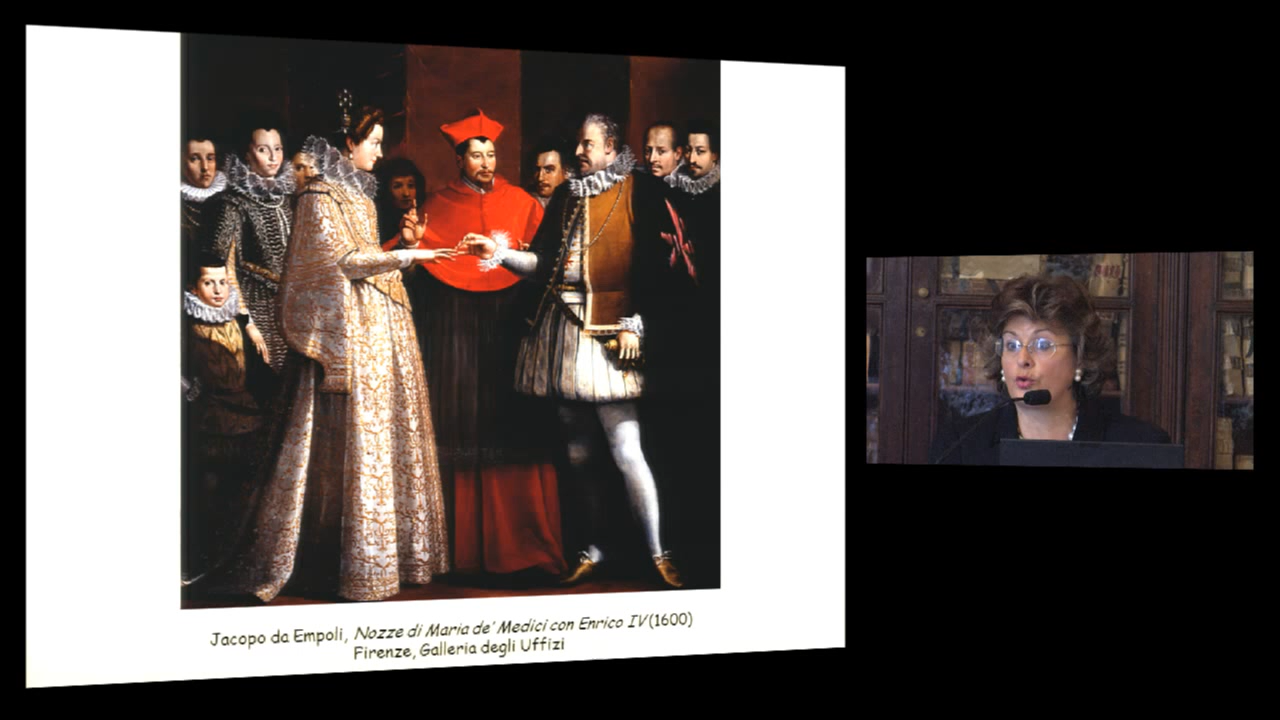 Jacopo da Empoli, Nozze di Maria de' Medici con Enrico IV (1600)
Firenze, Galleria degli Uffizi